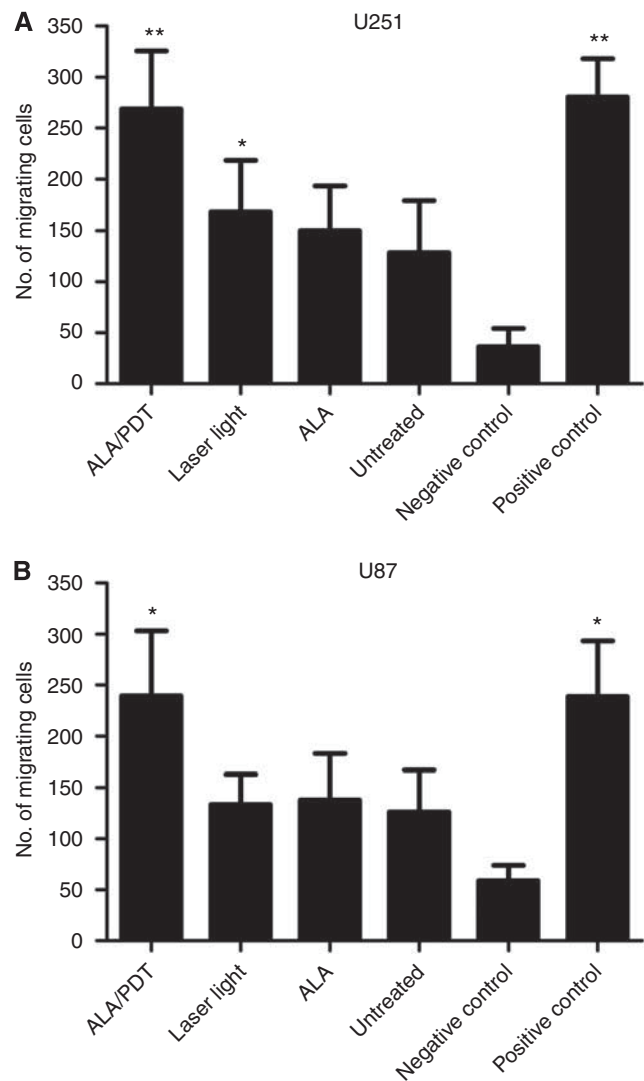 A
U251
No. of migrating cells
350
300
250
200
150
100
50
0
**
*
**
ALA/PDT
Laser light
ALA
Untreated
Negative control
Positive control
B
U87
No. of migrating cells
350
300
250
200
150
100
50
0
*
*
ALA/PDT
Laser light
ALA
Untreated
Negative control
Positive control